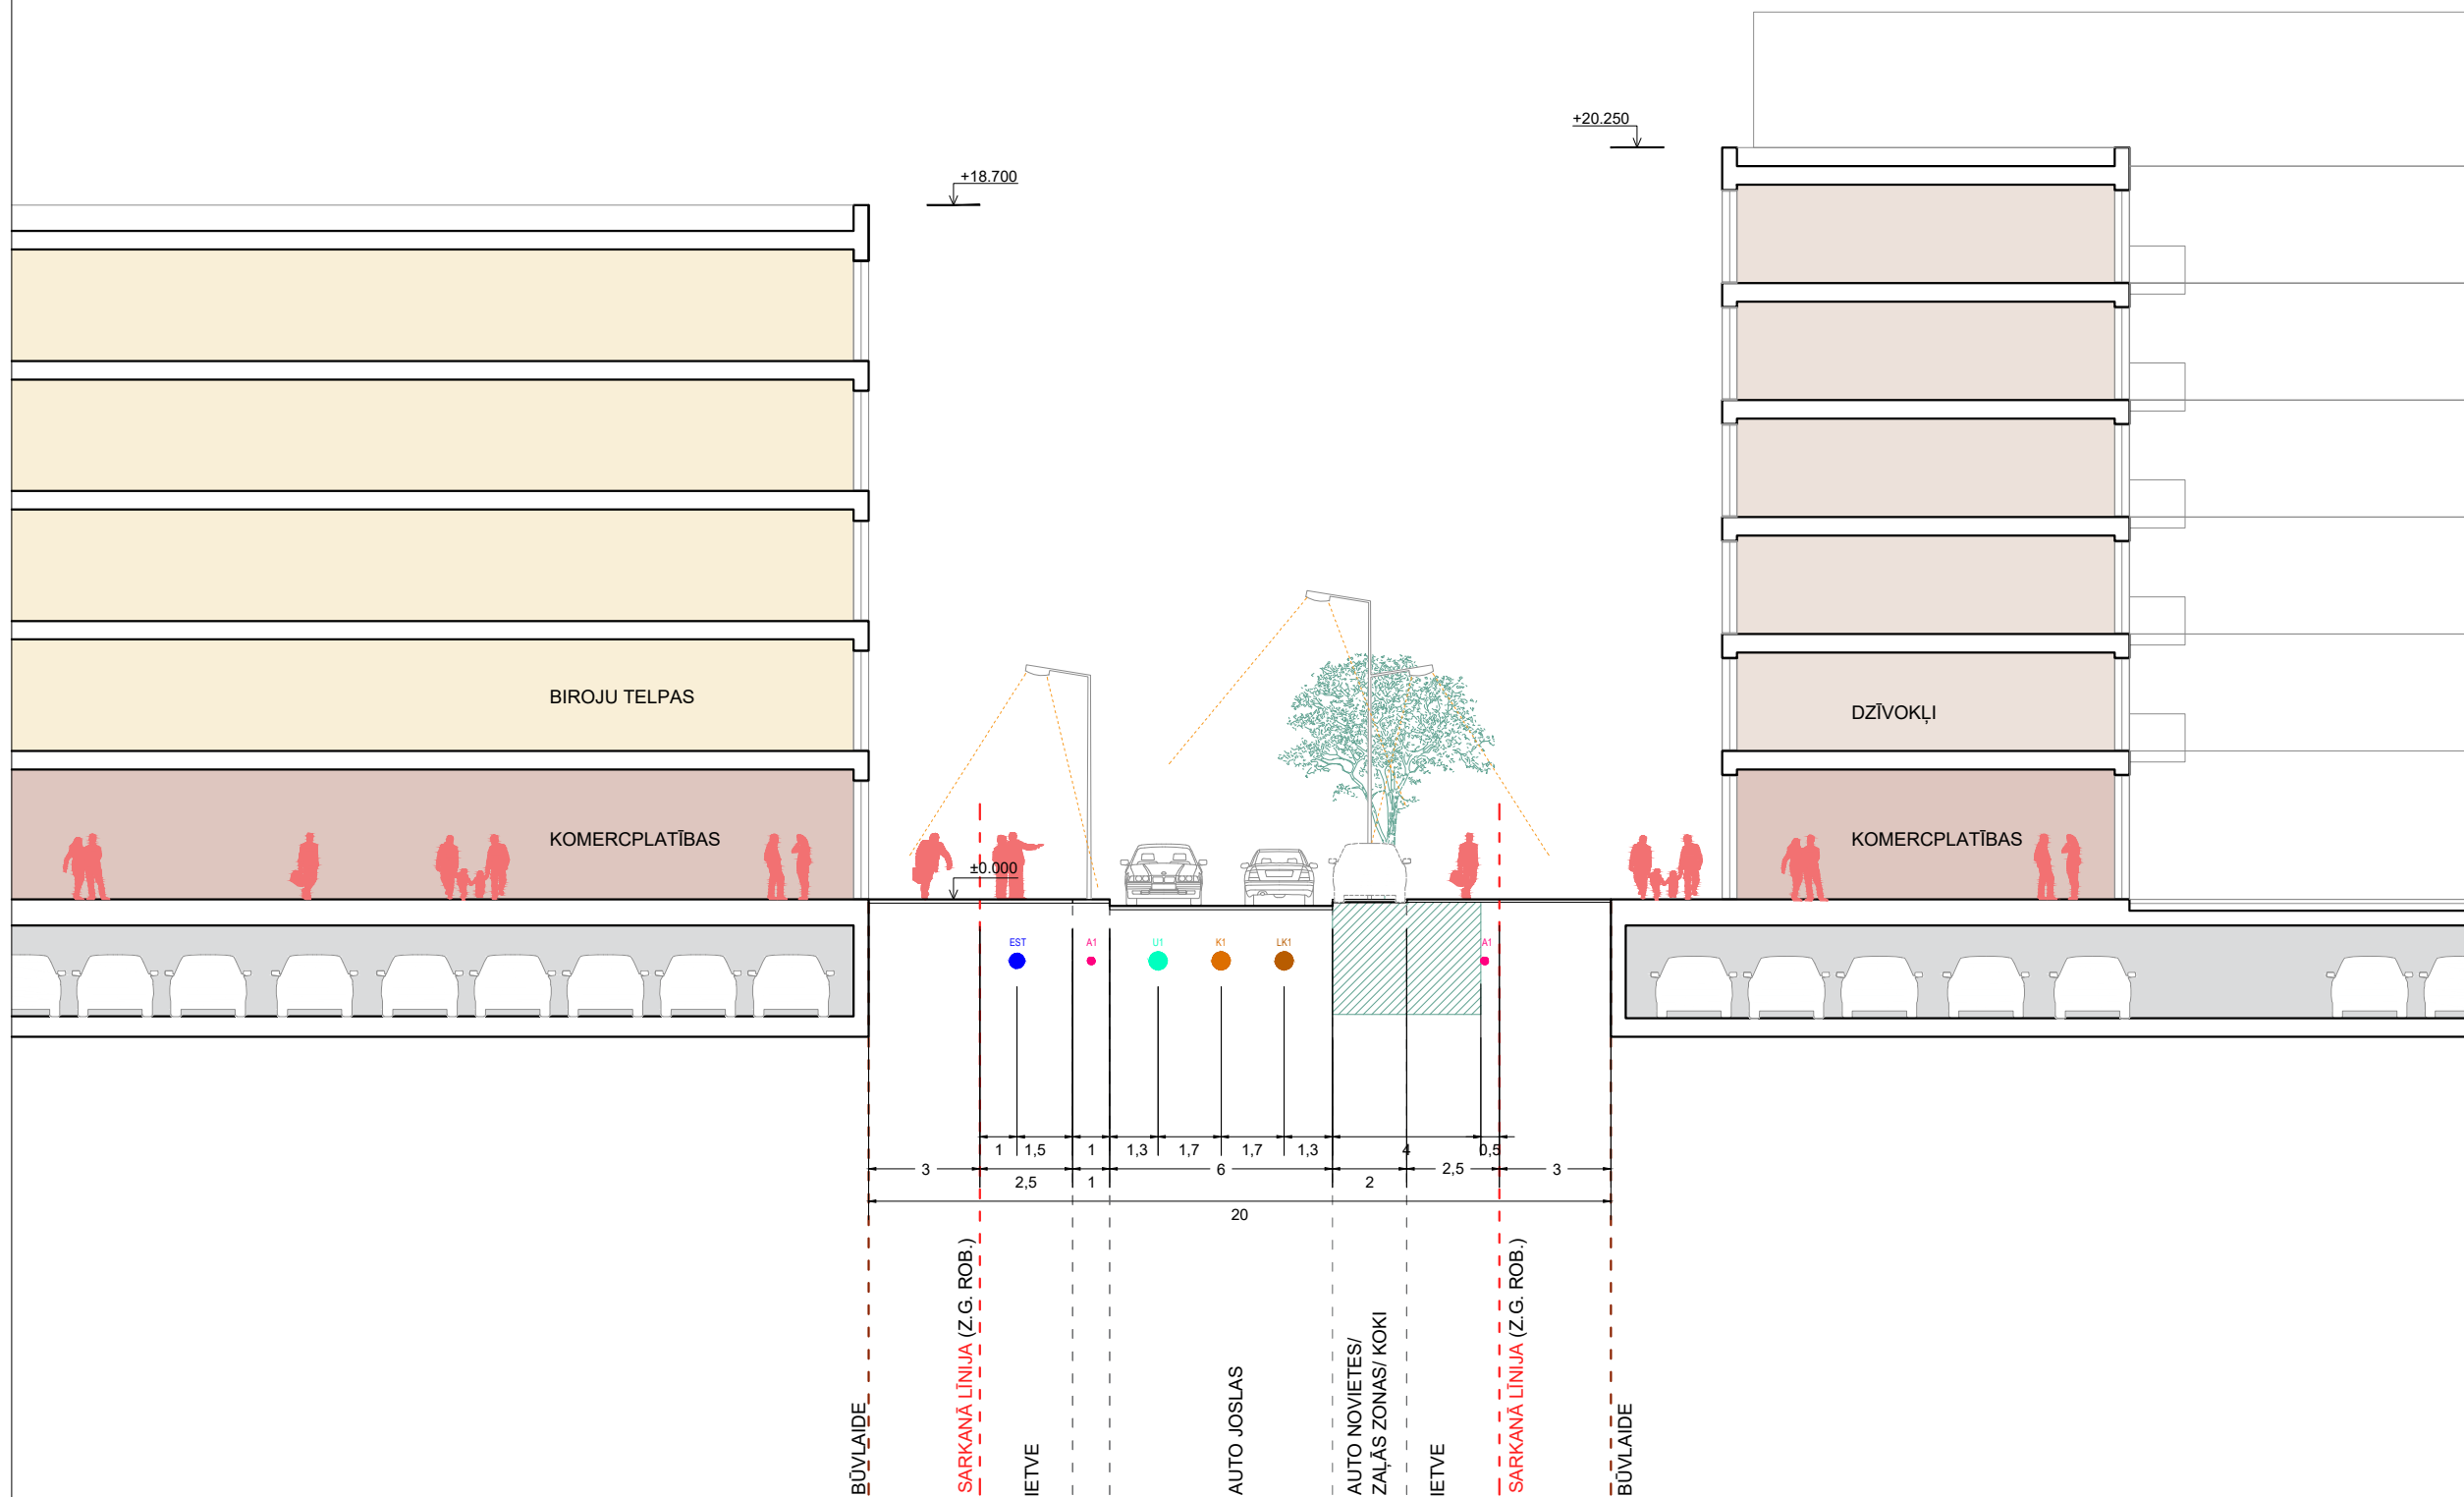 +20.250
+18.700
BIROJU TELPAS
DZĪVOKĻI
KOMERCPLATĪBAS
KOMERCPLATĪBAS
±0.000
EST
A1
U1
K1
LK1
A1
1
1,5
1
1,3
1,7
1,7
1,3
4
0,5
3
2,5
1
6
2
2,5
3
20
BŪVLAIDE
SARKANĀ LĪNIJA (Z.G. ROB.)
IETVE
AUTO JOSLAS
AUTO NOVIETES/
ZAĻĀS ZONAS/ KOKI
IETVE
SARKANĀ LĪNIJA (Z.G. ROB.)
BŪVLAIDE